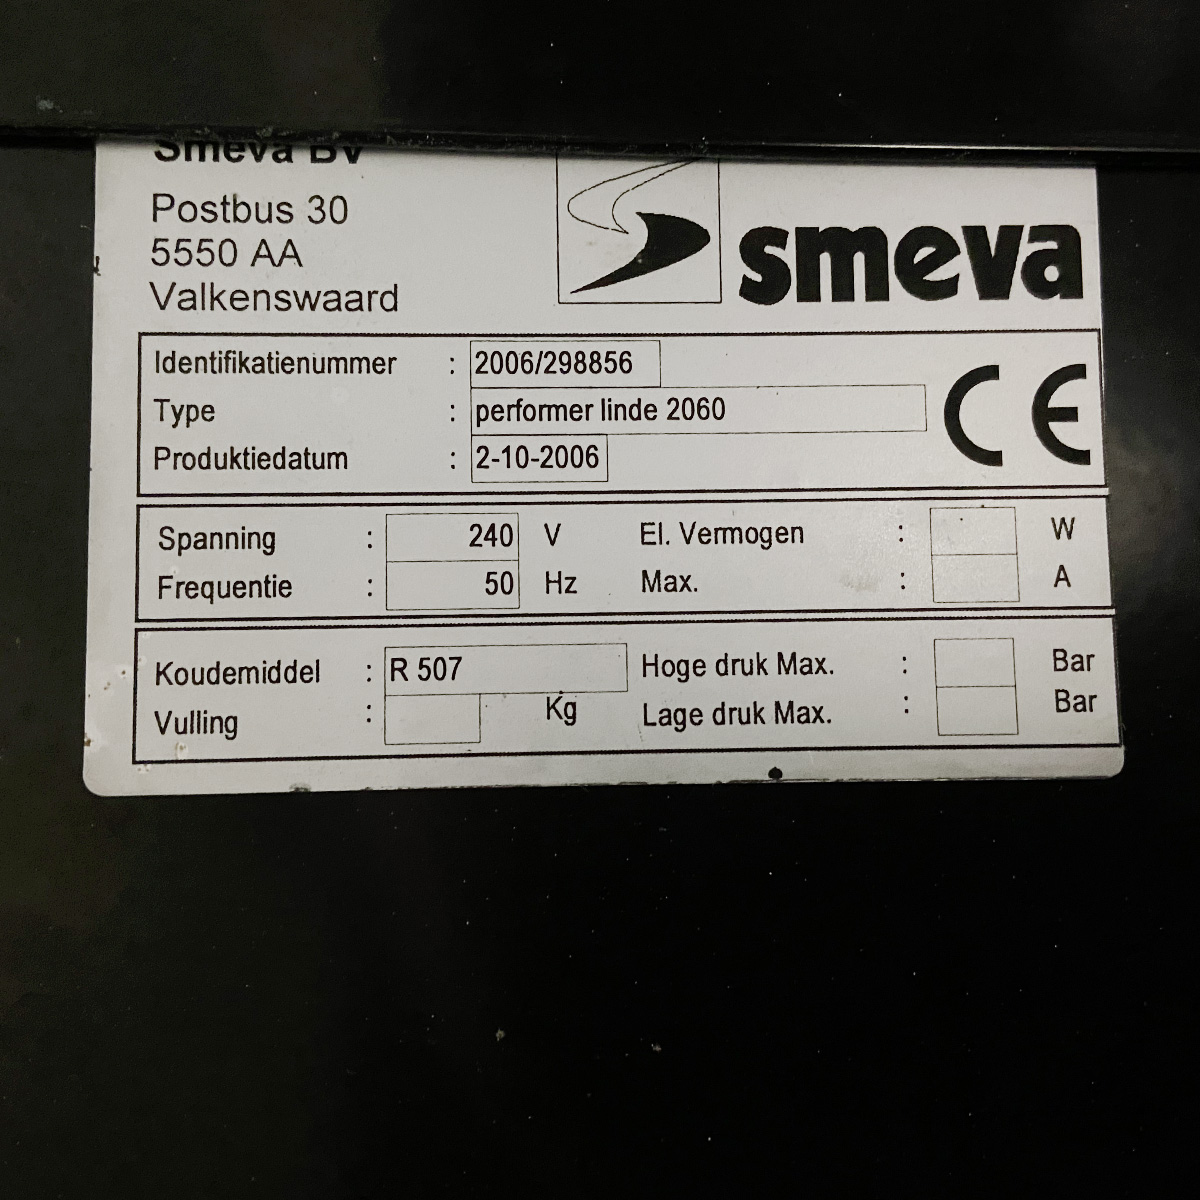 Smeva BV
Postbus 30
5550 AA
Valkenswaard
smeva
Identifikatienummer : 2006/298856
Type : performer linde 2060
Produktiedatum : 2-10-2006
CE
Spanning : 240 V El. Vermogen : W
Frequentie : 50 Hz Max. : A
Koudemiddel : R 507 Hoge druk Max. : Bar
Vulling : Kg Lage druk Max. : Bar